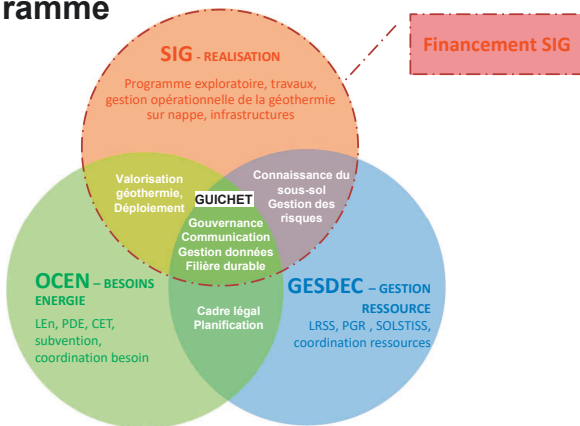 ramme
Financement SIG
SIG - REALISATION
Programme exploratoire, travaux,
gestion opérationnelle de la géothermie
sur nappe, infrastructures
Valorisation
géothermie,
Déploiement
Connaissance du
sous-sol
Gestion des
risques
GUICHET
Gouvernance
Communication
Gestion données
Filière durable
OCEN – BESOINS
ENERGIE
LEn, PDE, CET,
subvention,
coordination besoin
GESDEC – GESTION
RESSOURCE
LRSS, PGR , SOLSTISS,
coordination ressources
Cadre légal
Planification